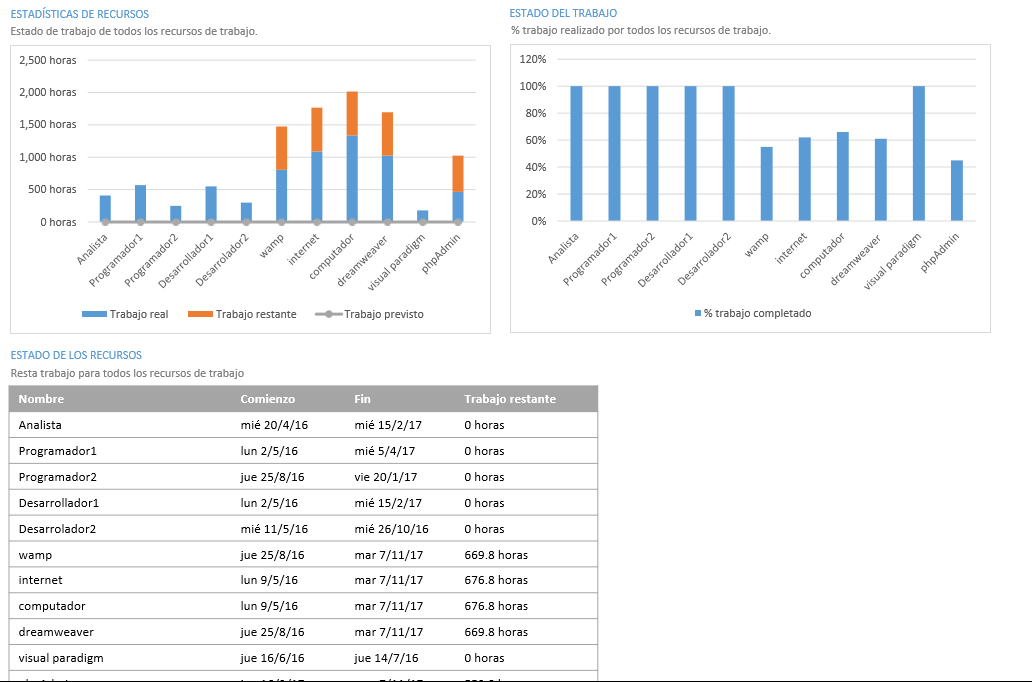 ESTADÍSTICAS DE RECURSOS
Estado de trabajo de todos los recursos de trabajo.
2,500 horas
2,000 horas
1,500 horas
1,000 horas
500 horas
0 horas
Analista
Programador1
Programador2
Desarrollador1
Desarrolador2
wamp
internet
computador
dreamweaver
visual paradigm
phpAdmin
Trabajo real Trabajo restante Trabajo previsto
ESTADO DEL TRABAJO
% trabajo realizado por todos los recursos de trabajo.
120%
100%
80%
60%
40%
20%
0%
Analista
Programador1
Programador2
Desarrollador1
Desarrolador2
wamp
internet
computador
dreamweaver
visual paradigm
phpAdmin
% trabajo completado
ESTADO DE LOS RECURSOS
Resta trabajo para todos los recursos de trabajo
Nombre Comienzo Fin Trabajo restante
Analista mié 20/4/16 mié 15/2/17 0 horas
Programador1 lun 2/5/16 mié 5/4/17 0 horas
Programador2 jue 25/8/16 vie 20/1/17 0 horas
Desarrollador1 lun 2/5/16 mié 15/2/17 0 horas
Desarrolador2 mié 11/5/16 mié 26/10/16 0 horas
wamp jue 25/8/16 mar 7/11/17 669.8 horas
internet lun 9/5/16 mar 7/11/17 676.8 horas
computador lun 9/5/16 mar 7/11/17 676.8 horas
dreamweaver jue 25/8/16 mar 7/11/17 669.8 horas
visual paradigm jue 16/6/16 jue 14/7/16 0 horas